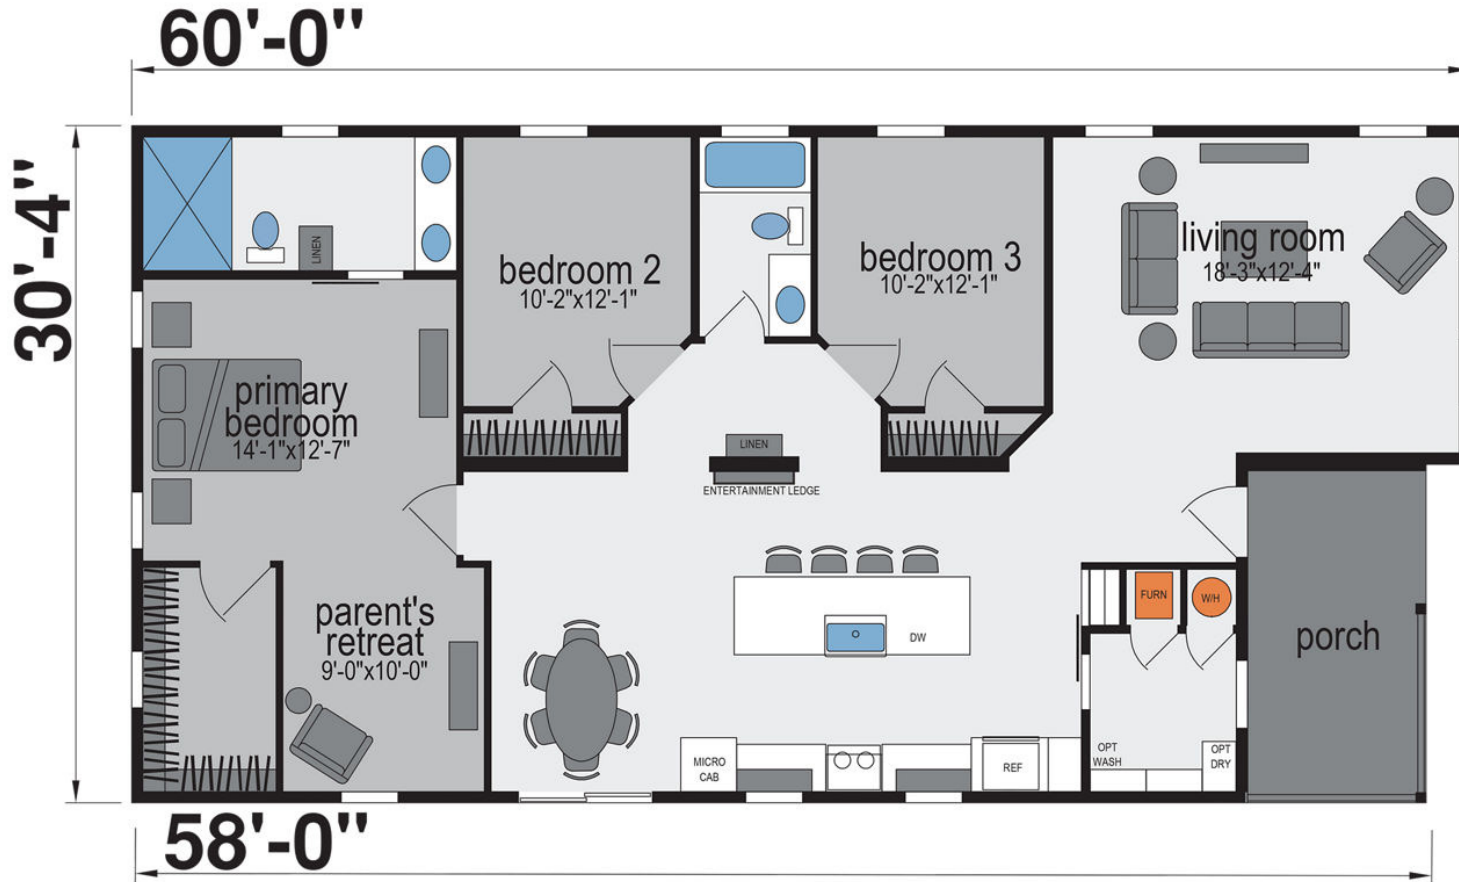 60'-0"
30'-4"
LINEN
bedroom 2
10'-2"x12'-1"
bedroom 3
10'-2"x12'-1"
living room
18'-3"x12'-4"
primary
bedroom
14'-1"x12'-7"
LINEN
ENTERTAINMENT LEDGE
parent's
retreat
9'-0"x10'-0"
DW
FURN
W/H
porch
MICRO
CAB
REF
OPT
WASH
OPT
DRY
58'-0"